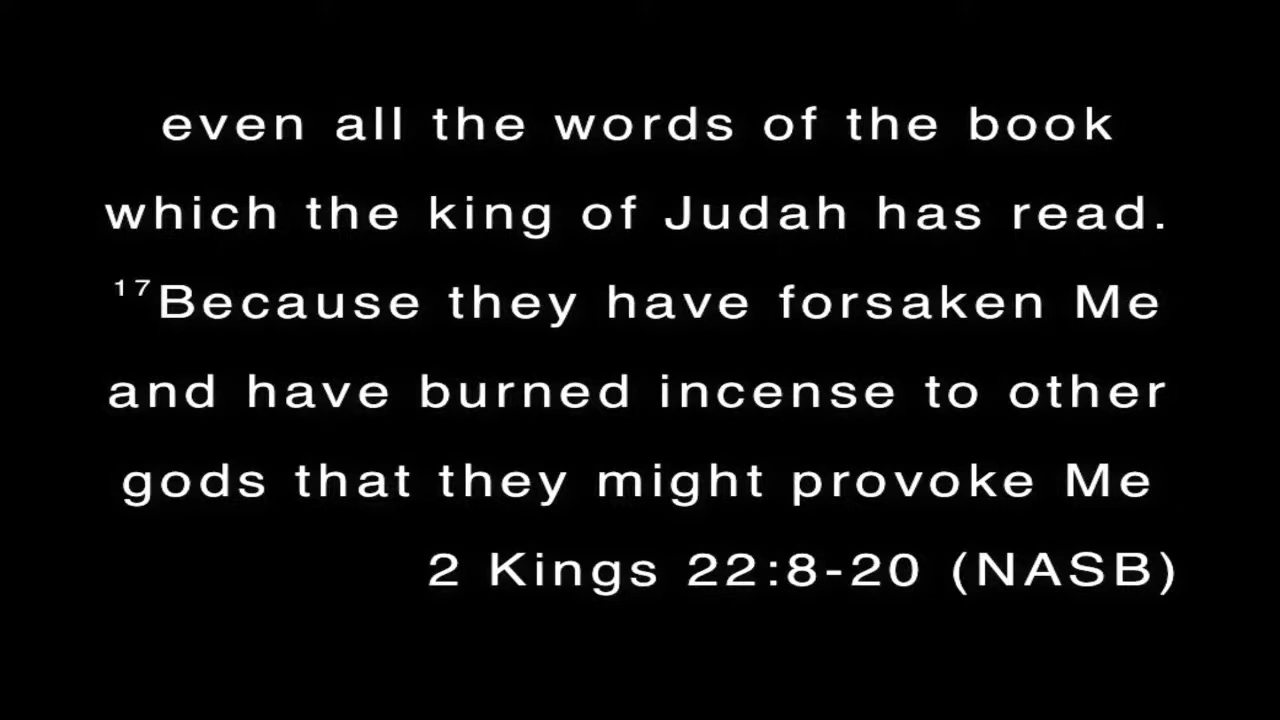 even all the words of the book
which the king of Judah has read.
¹⁷Because they have forsaken Me
and have burned incense to other
gods that they might provoke Me
2 Kings 22:8-20 (NASB)